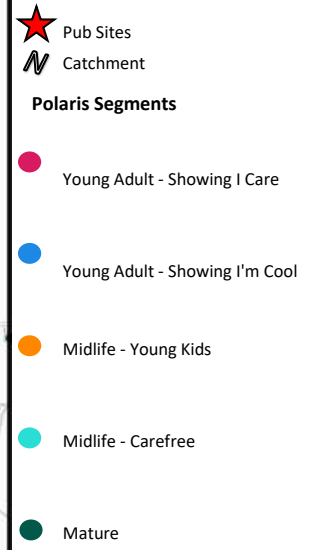 Pub Sites
Catchment
Polaris Segments
Young Adult - Showing I Care
Young Adult - Showing I'm Cool
Midlife - Young Kids
Midlife - Carefree
Mature